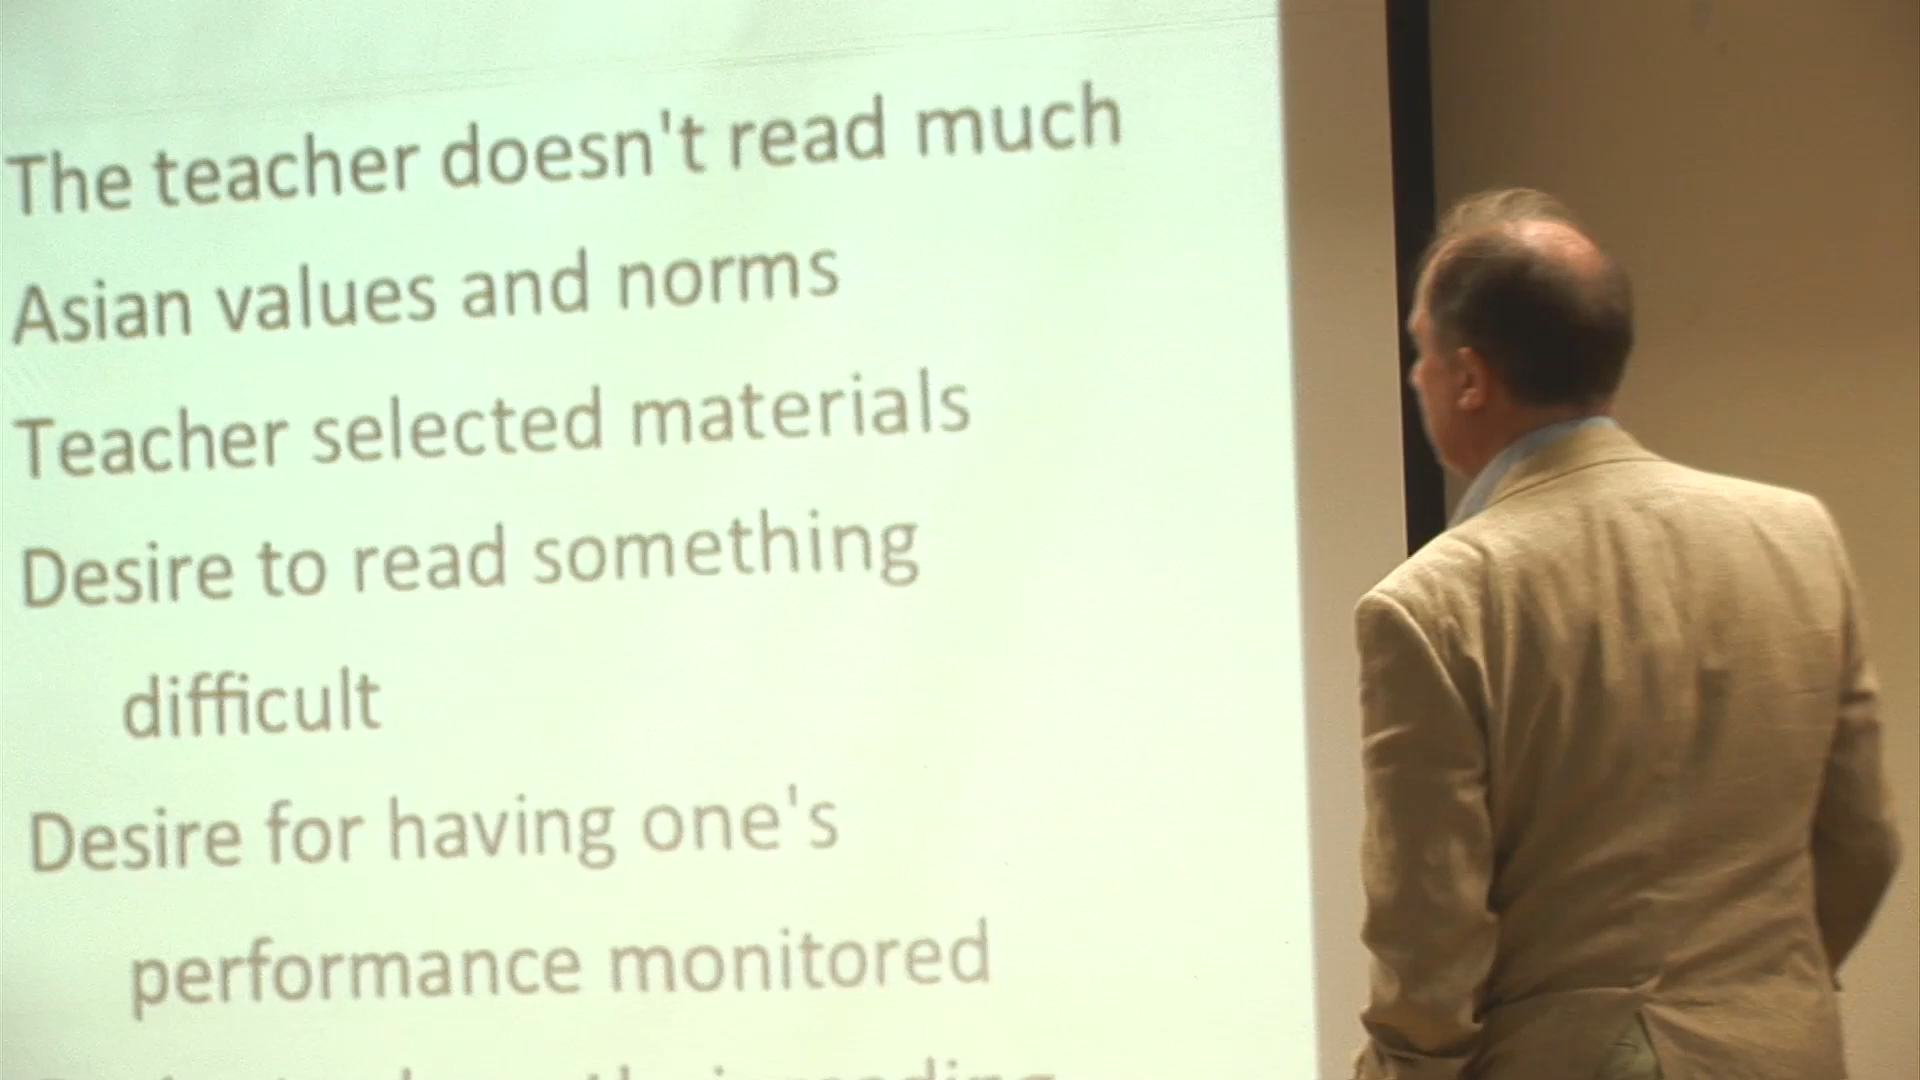 The teacher doesn't read much
Asian values and norms
Teacher selected materials
Desire to read something
difficult
Desire for having one's
performance monitored
reading